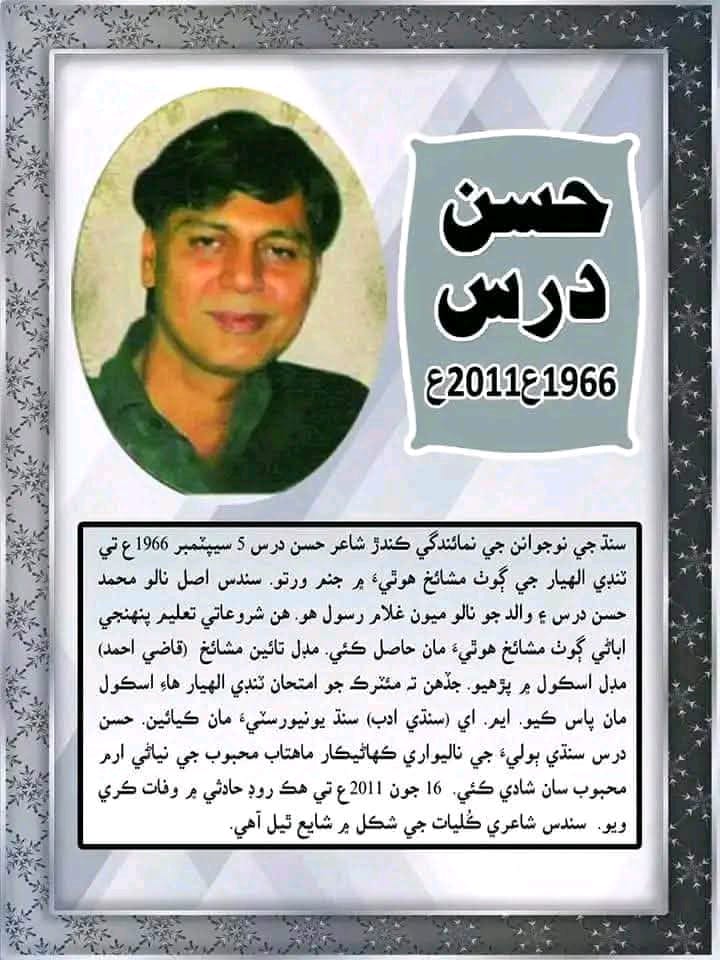 حسن
درس
1966ع2011ع
سنڌ جي نوجوانن جي نمائندگي ڪندڙ شاعر حسن درس 5 سيپٽمبر 1966ع تي
ٽنڊي الهيار جي ڳوٺ مشائخ هوٿيءَ ۾ جنم ورتو. سندس اصل نالو محمد
حسن درس ۽ والد جو نالو ميون غلام رسول هو. هن شروعاتي تعليم پنهنجي
اباڻي ڳوٺ مشائخ هوٿيءَ مان حاصل ڪئي. مڊل تائين مشائخ (قاضي احمد)
مڊل اسڪول ۾ پڙهيو. جڏهن تہ مئٽرڪ جو امتحان ٽنڊي الهيار هاءِ اسڪول
مان پاس ڪيو. ايم. اي (سنڌي ادب) سنڌ يونيورسٽيءَ مان ڪيائين. حسن
درس سنڌي ٻوليءَ جي ناليواري ڪهاڻيڪار ماهتاب محبوب جي نياڻي ارم
محبوب سان شادي ڪئي. 16 جون 2011ع تي هڪ روڊ حادثي ۾ وفات ڪري
ويو. سندس شاعري ڪُليات جي شڪل ۾ شايع ٿيل آهي.